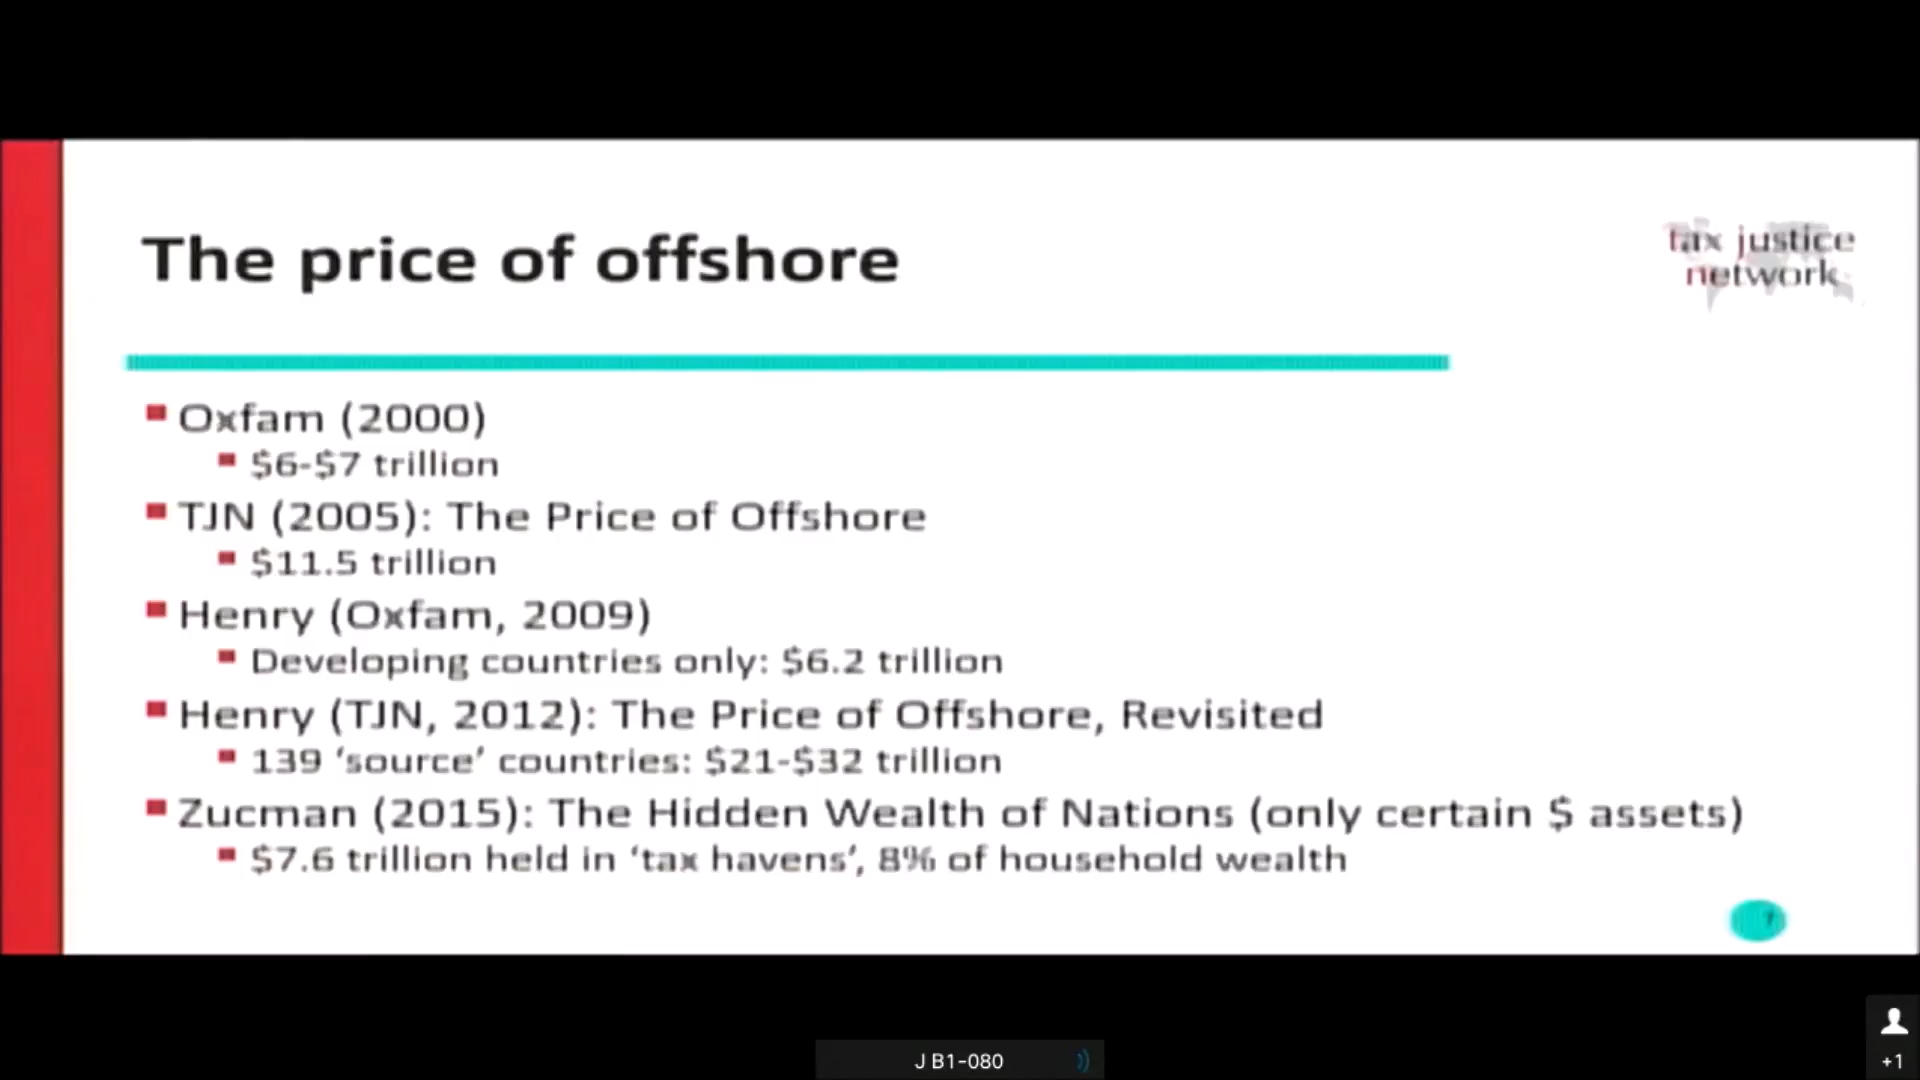 The price of offshore
tax justice
network
Oxfam (2000)
$6-$7 trillion
TJN (2005): The Price of Offshore
$11.5 trillion
Henry (Oxfam, 2009)
Developing countries only: $6.2 trillion
Henry (TJN, 2012): The Price of Offshore, Revisited
139 ‘source’ countries: $21-$32 trillion
Zucman (2015): The Hidden Wealth of Nations (only certain $ assets)
$7.6 trillion held in ‘tax havens’, 8% of household wealth
7
J B1-080
+1